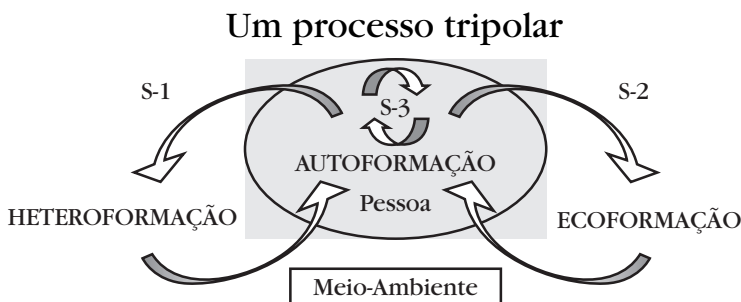 Um processo tripolar
S-1
S-3
S-2
AUTOFORMAÇÃO
Pessoa
HETEROFORMAÇÃO
ECOFORMAÇÃO
Meio-Ambiente